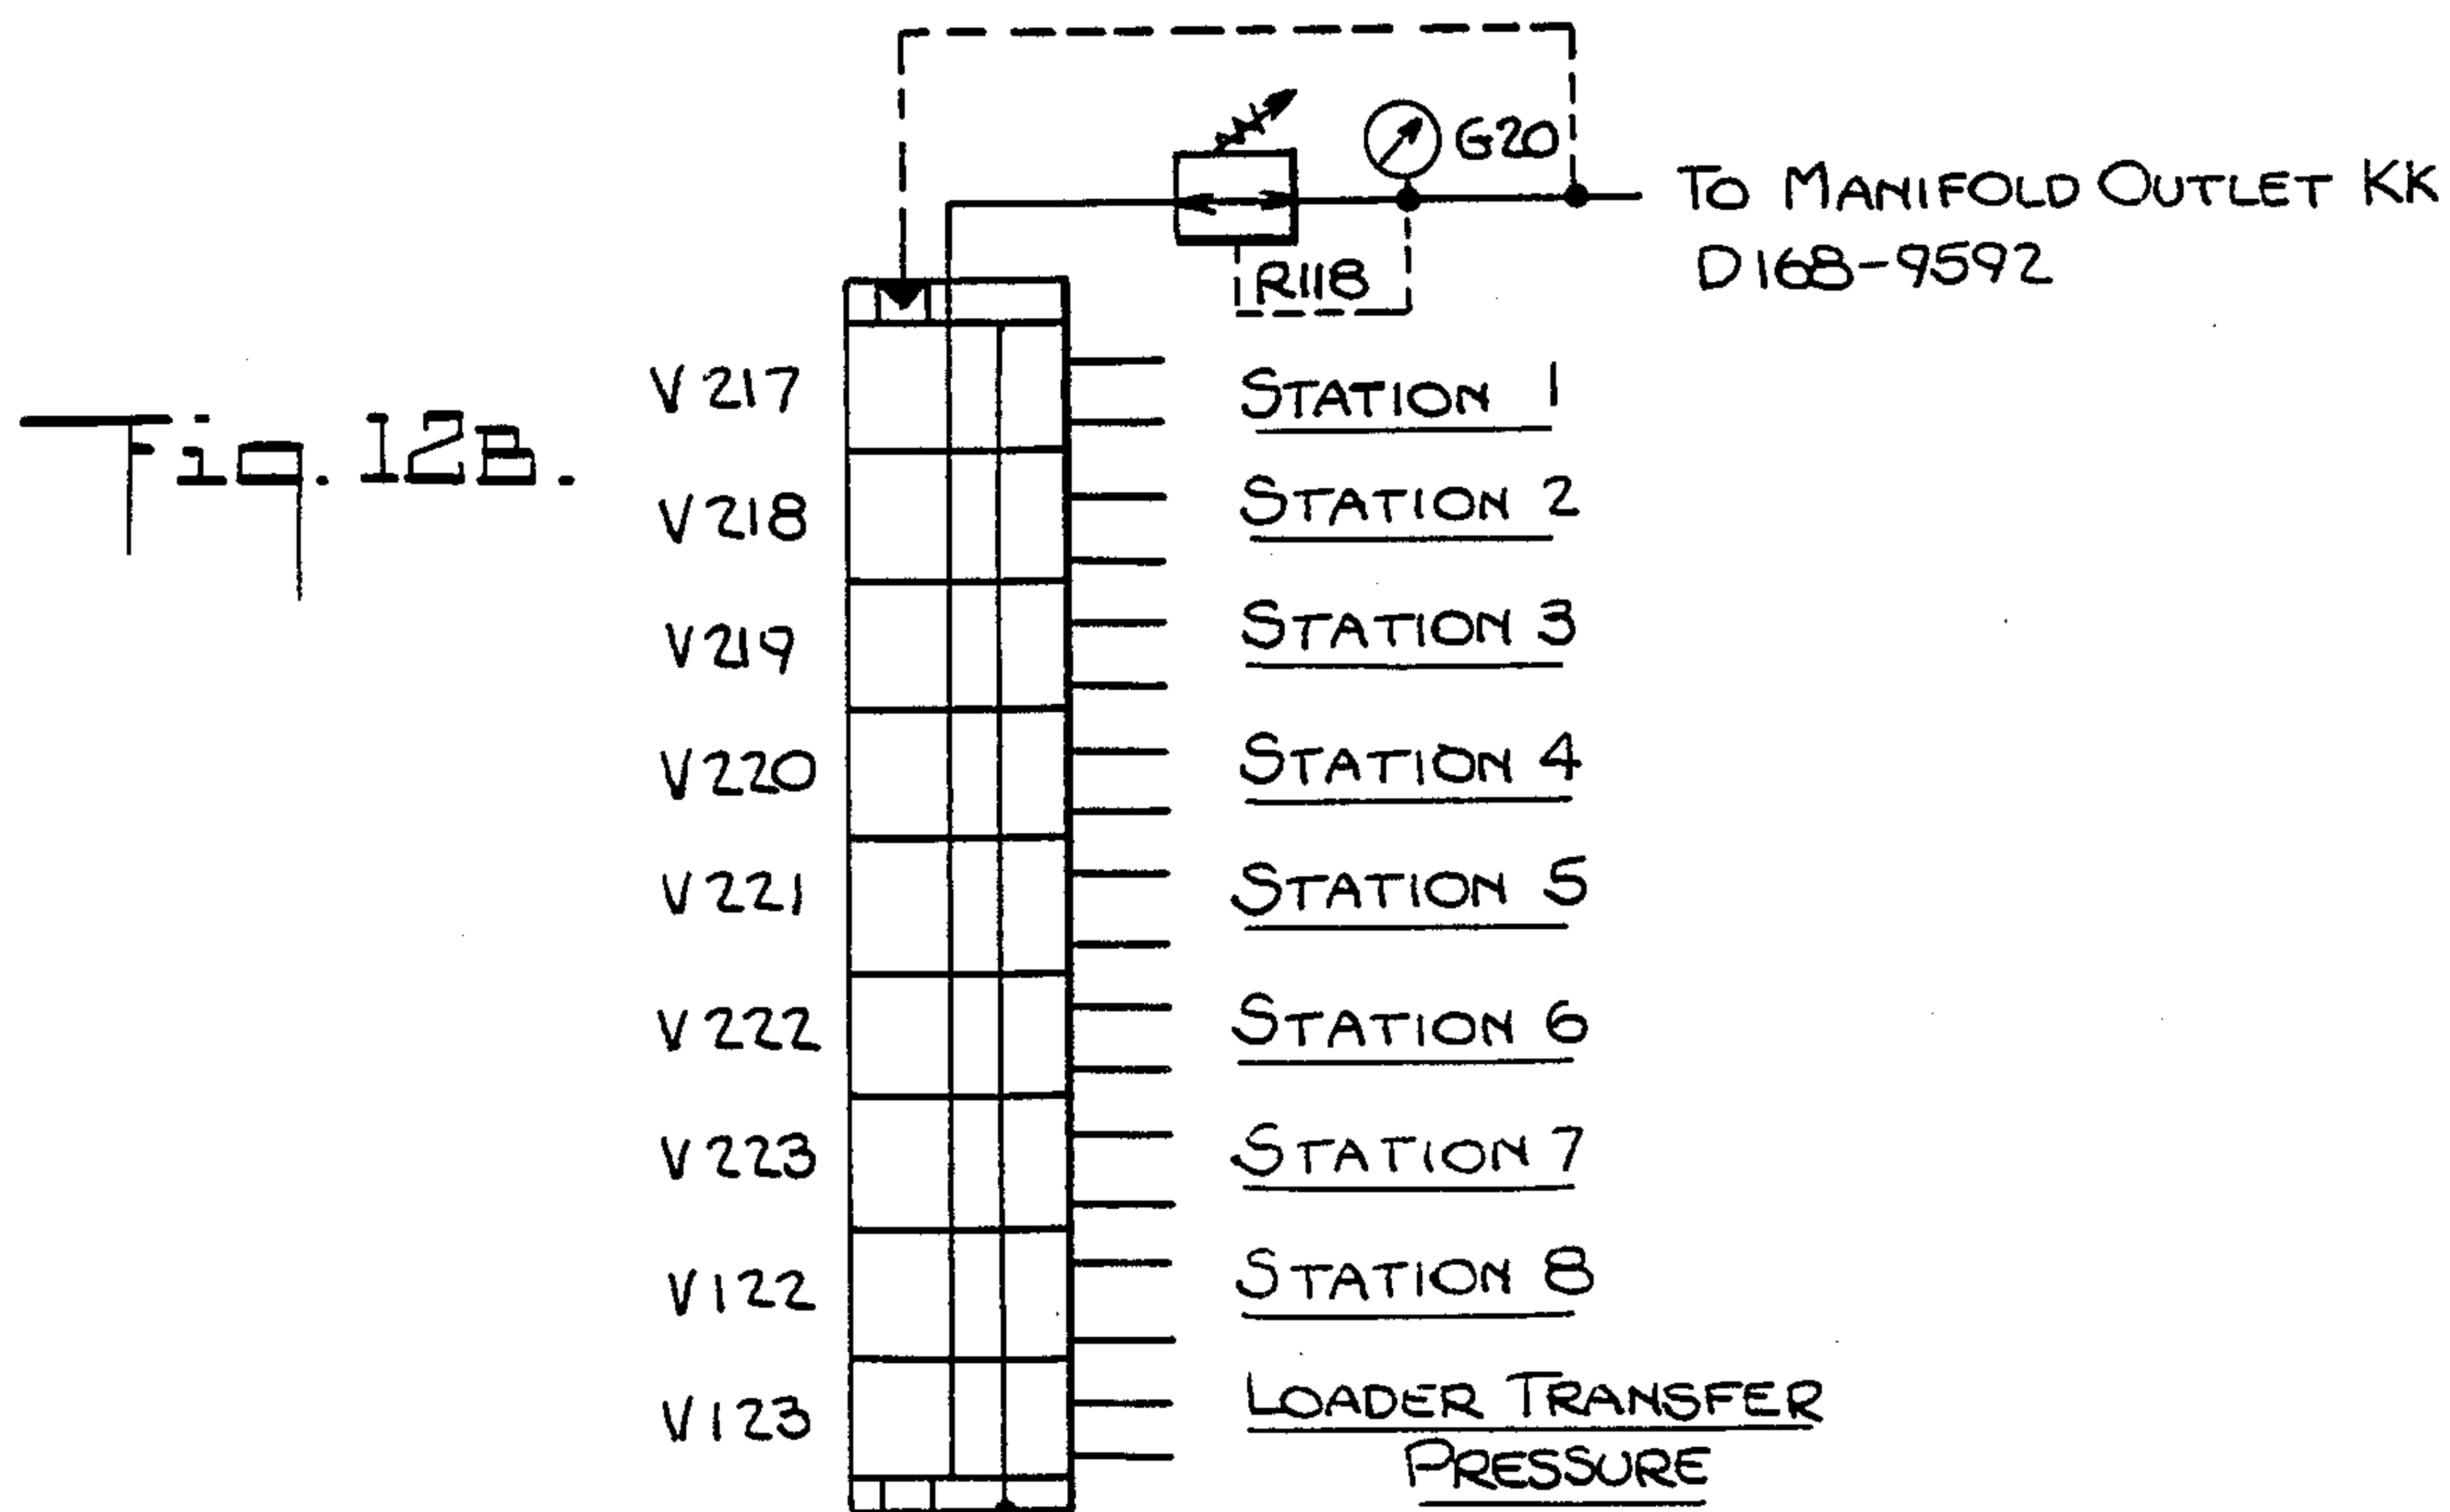 G20
TO MANIFOLD OUTLET KK
D168-9592
R118
Fig. 12B.
V217 STATION 1
V218 STATION 2
V219 STATION 3
V220 STATION 4
V221 STATION 5
V222 STATION 6
V223 STATION 7
V122 STATION 8
V123 LOADER TRANSFER
PRESSURE